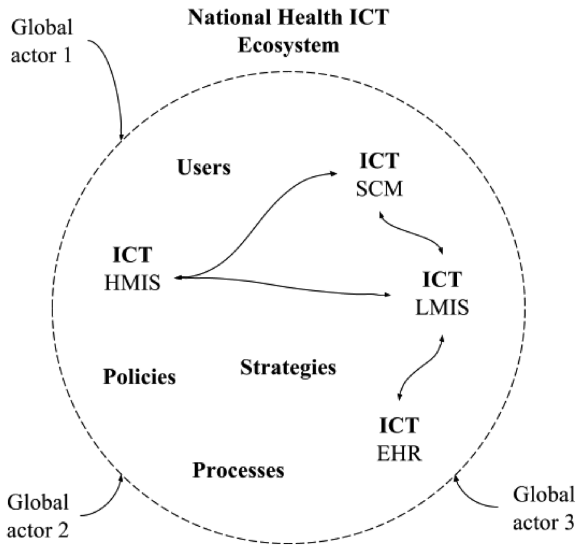 National Health ICT
Ecosystem
Global
actor 1
Users
ICT
SCM
ICT
HMIS
ICT
LMIS
Policies
Strategies
ICT
EHR
Processes
Global
actor 2
Global
actor 3